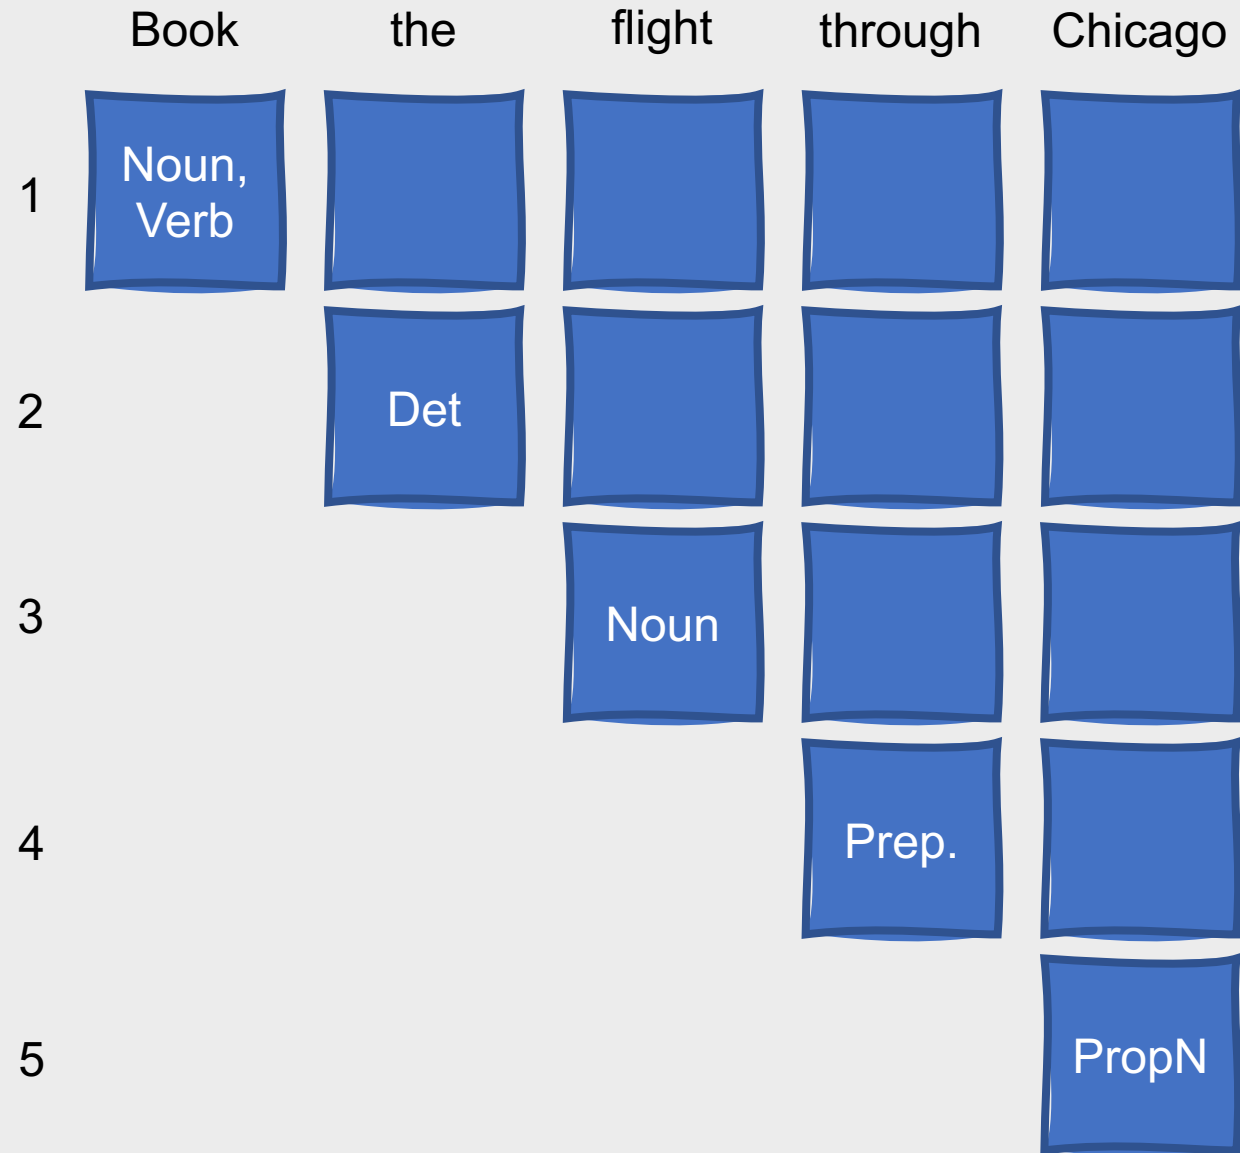 Book the flight through Chicago
1 Noun,
Verb
2 Det
3 Noun
4 Prep.
5 PropN